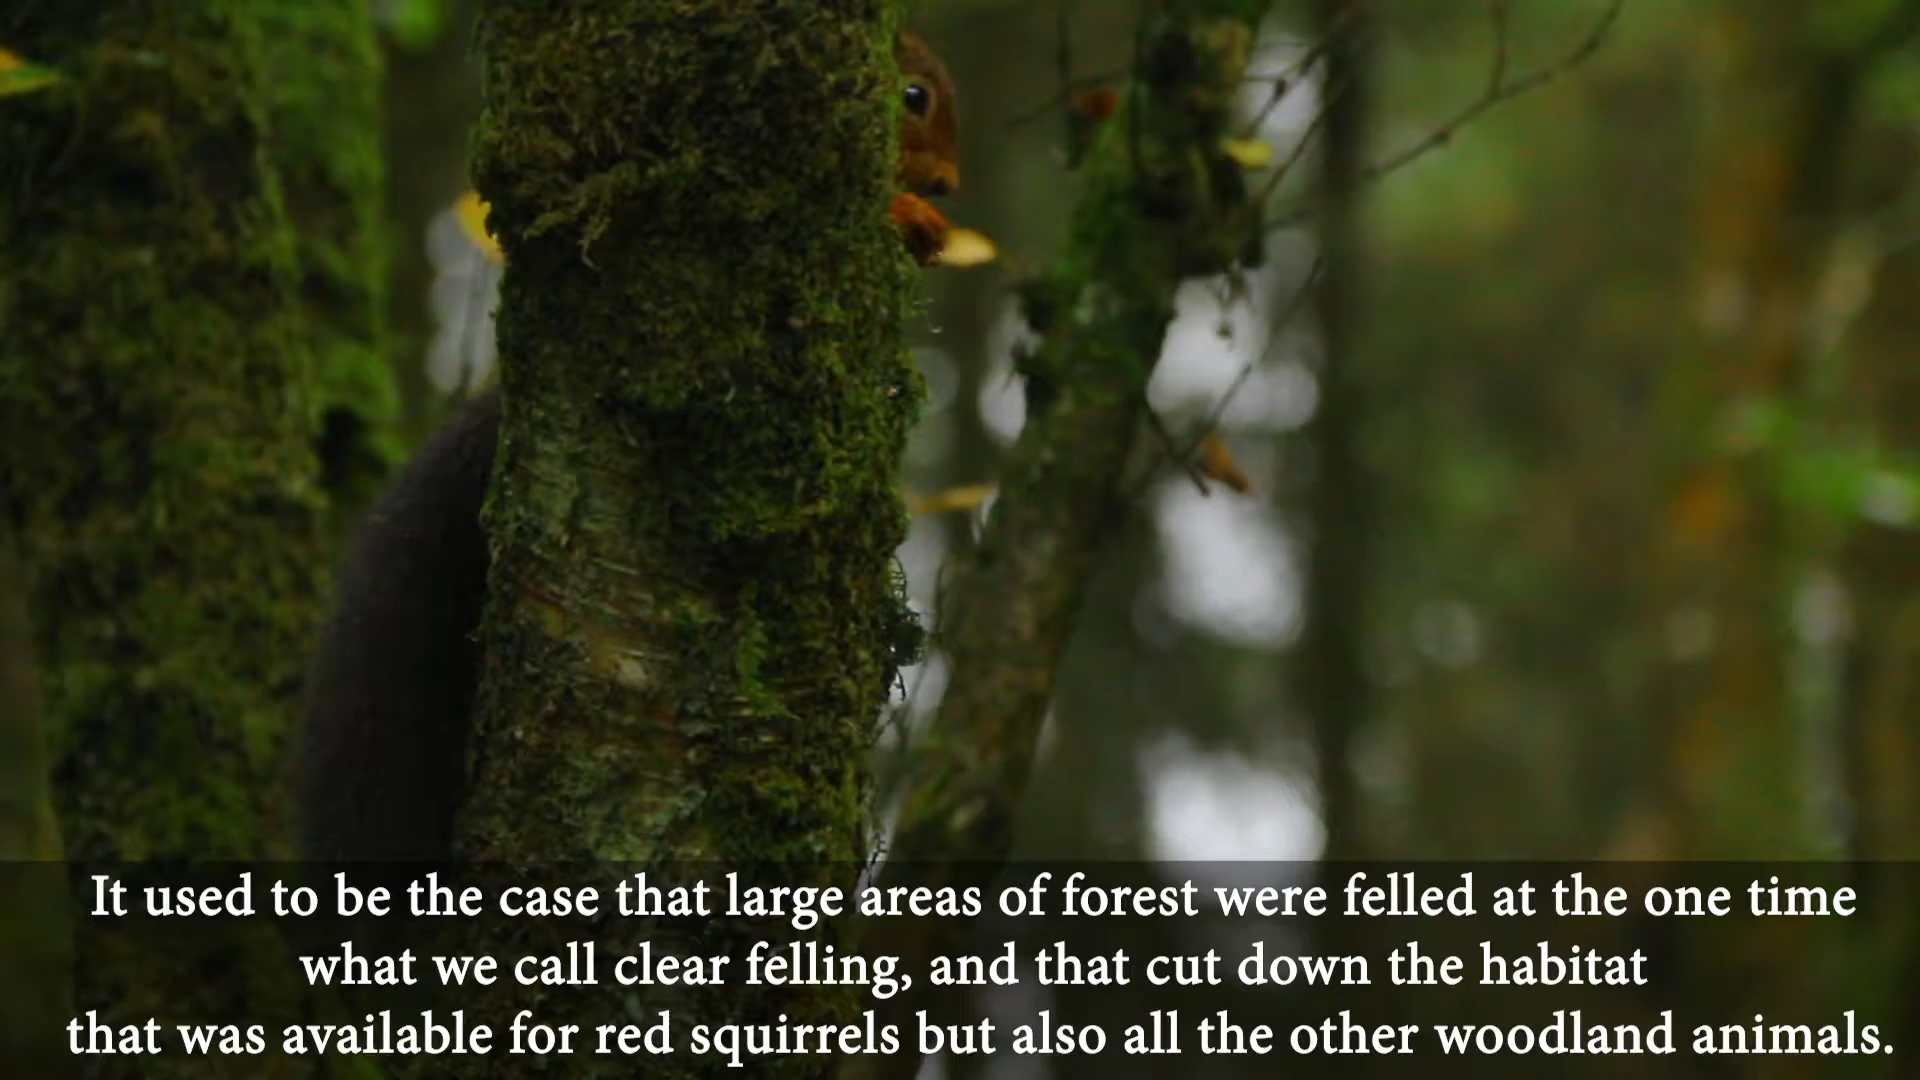 It used to be the case that large areas of forest were felled at the one time
what we call clear felling, and that cut down the habitat
that was available for red squirrels but also all the other woodland animals.